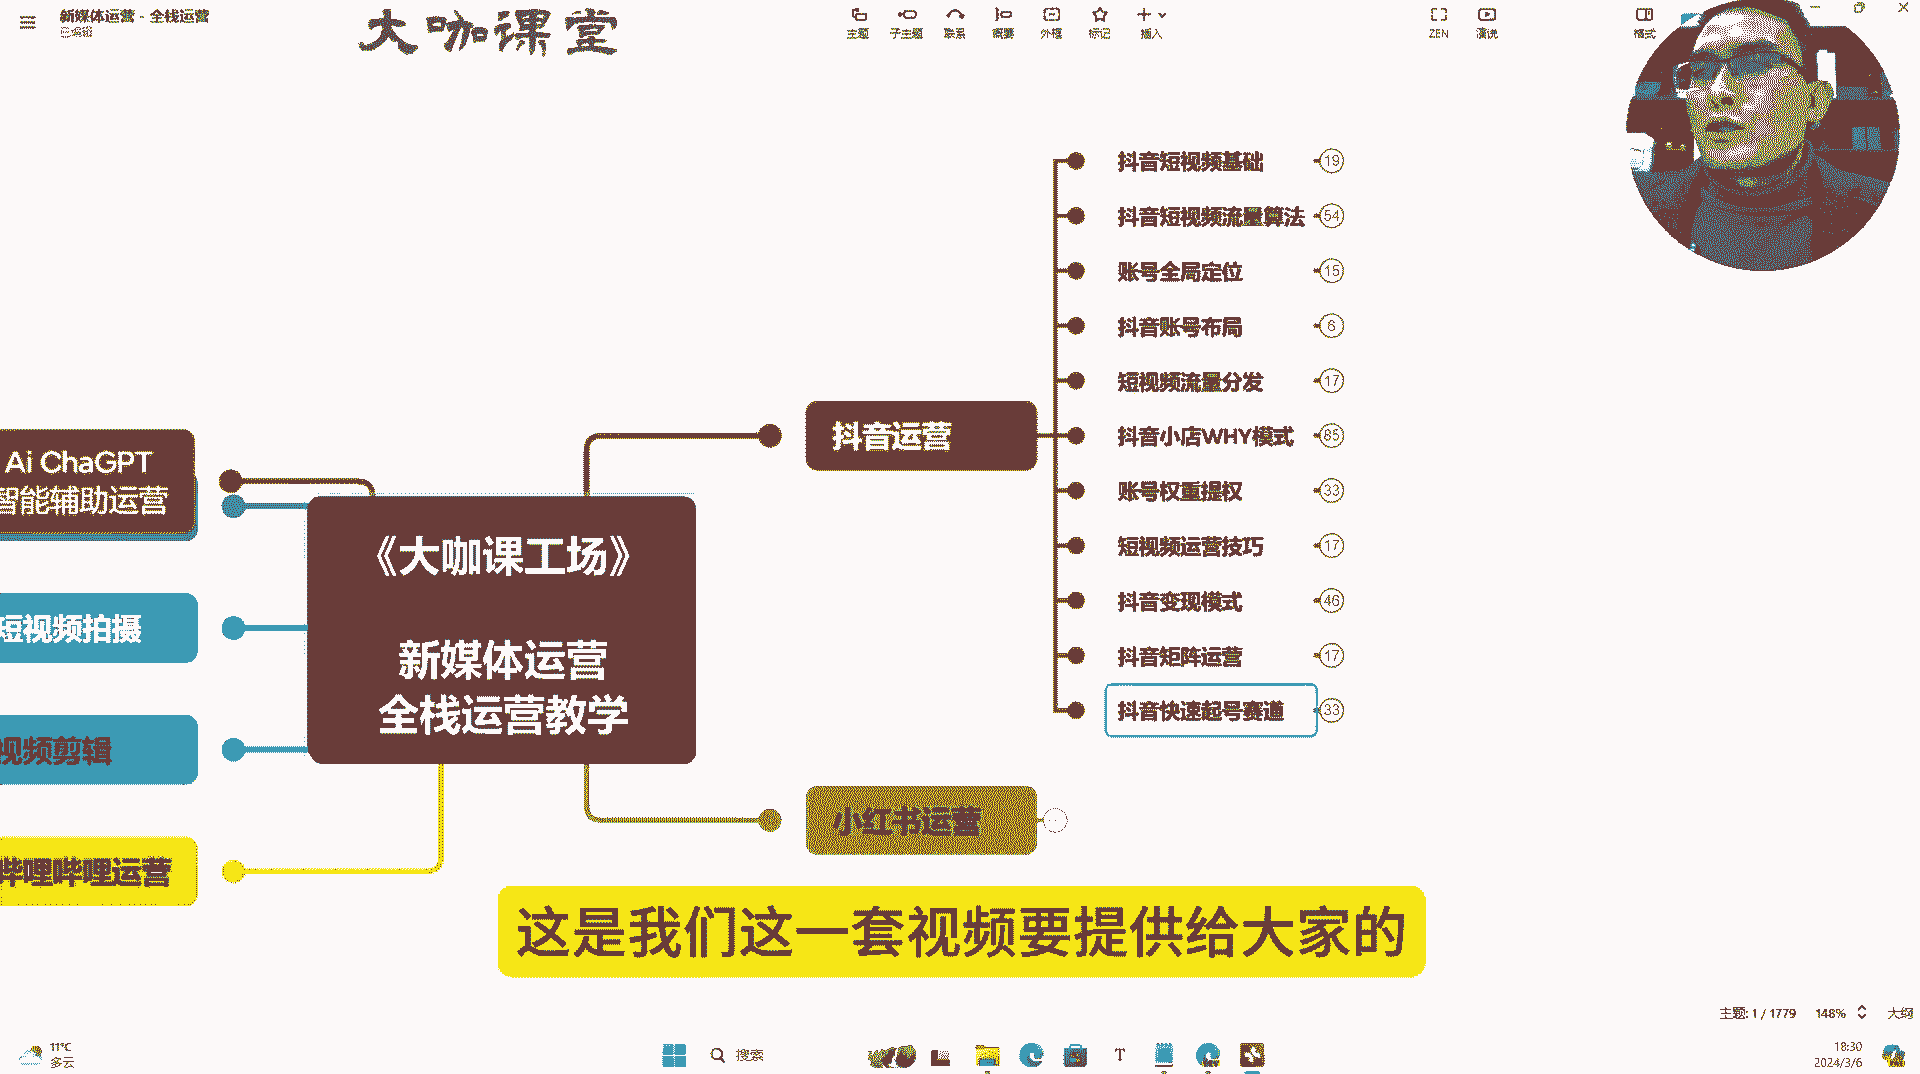 新媒体运营 - 全栈运营
已编辑
大咖课堂
主题
子主题
联系
概要
外框
标记
插入
ZEN
演说
格式
抖音短视频基础 19
抖音短视频流量算法 54
账号全局定位 15
抖音账号布局 6
短视频流量分发 17
抖音运营
抖音小店WHY模式 85
账号权重提权 33
短视频运营技巧 17
抖音变现模式 46
抖音矩阵运营 17
抖音快速起号赛道 33
Ai ChaGPT
智能辅助运营
短视频拍摄
视频剪辑
哔哩哔哩运营
《大咖课工场》
新媒体运营
全栈运营教学
小红书运营
这是我们这一套视频要提供给大家的
主题: 1 / 1779
148%
大纲
11°C
多云
搜索
18:30
2024/3/6